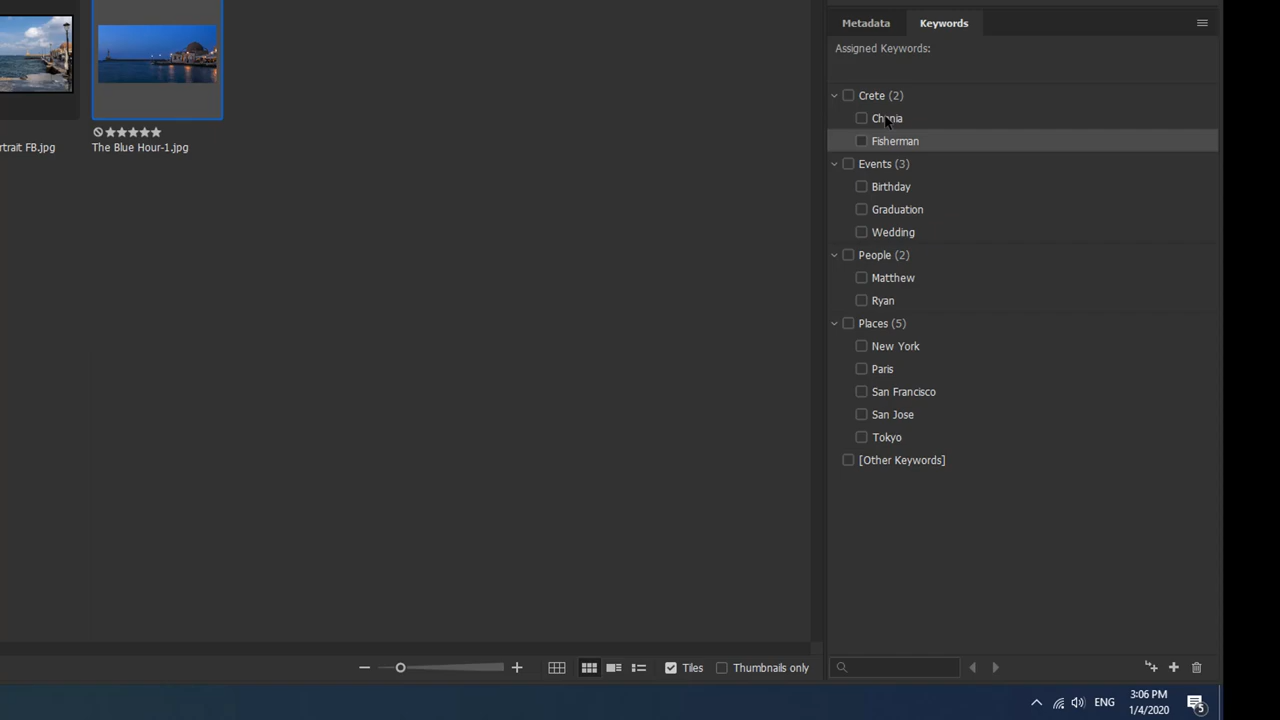 Metadata
Keywords
Assigned Keywords:
Crete (2)
Chania
Fisherman
Events (3)
Birthday
Graduation
Wedding
People (2)
Matthew
Ryan
Places (5)
New York
Paris
San Francisco
San Jose
Tokyo
[Other Keywords]
rtrait FB.jpg
The Blue Hour-1.jpg
Tiles
Thumbnails only
ENG
3:06 PM
1/4/2020
5